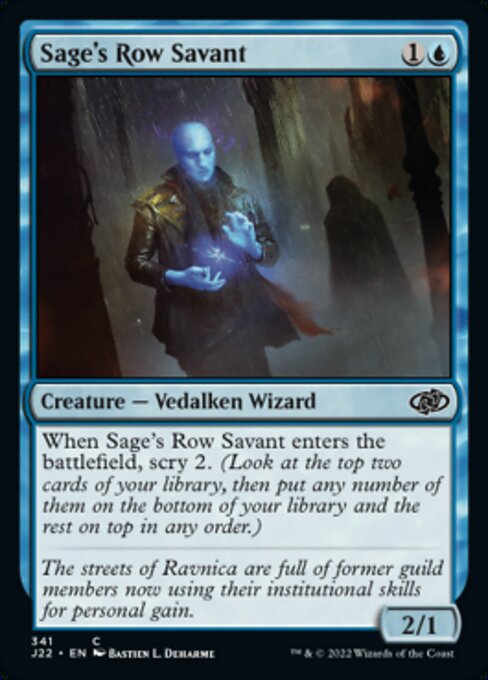 Sage's Row Savant 1
Creature — Vedalken Wizard
When Sage's Row Savant enters the
battlefield, scry 2. (Look at the top two
cards of your library, then put any number of
them on the bottom of your library and the
rest on top in any order.)
The streets of Ravnica are full of former guild
members now using their institutional skills
for personal gain.
2/1
341 C
J22 • EN Bastien L. Deharme
™ & © 2022 Wizards of the Coast